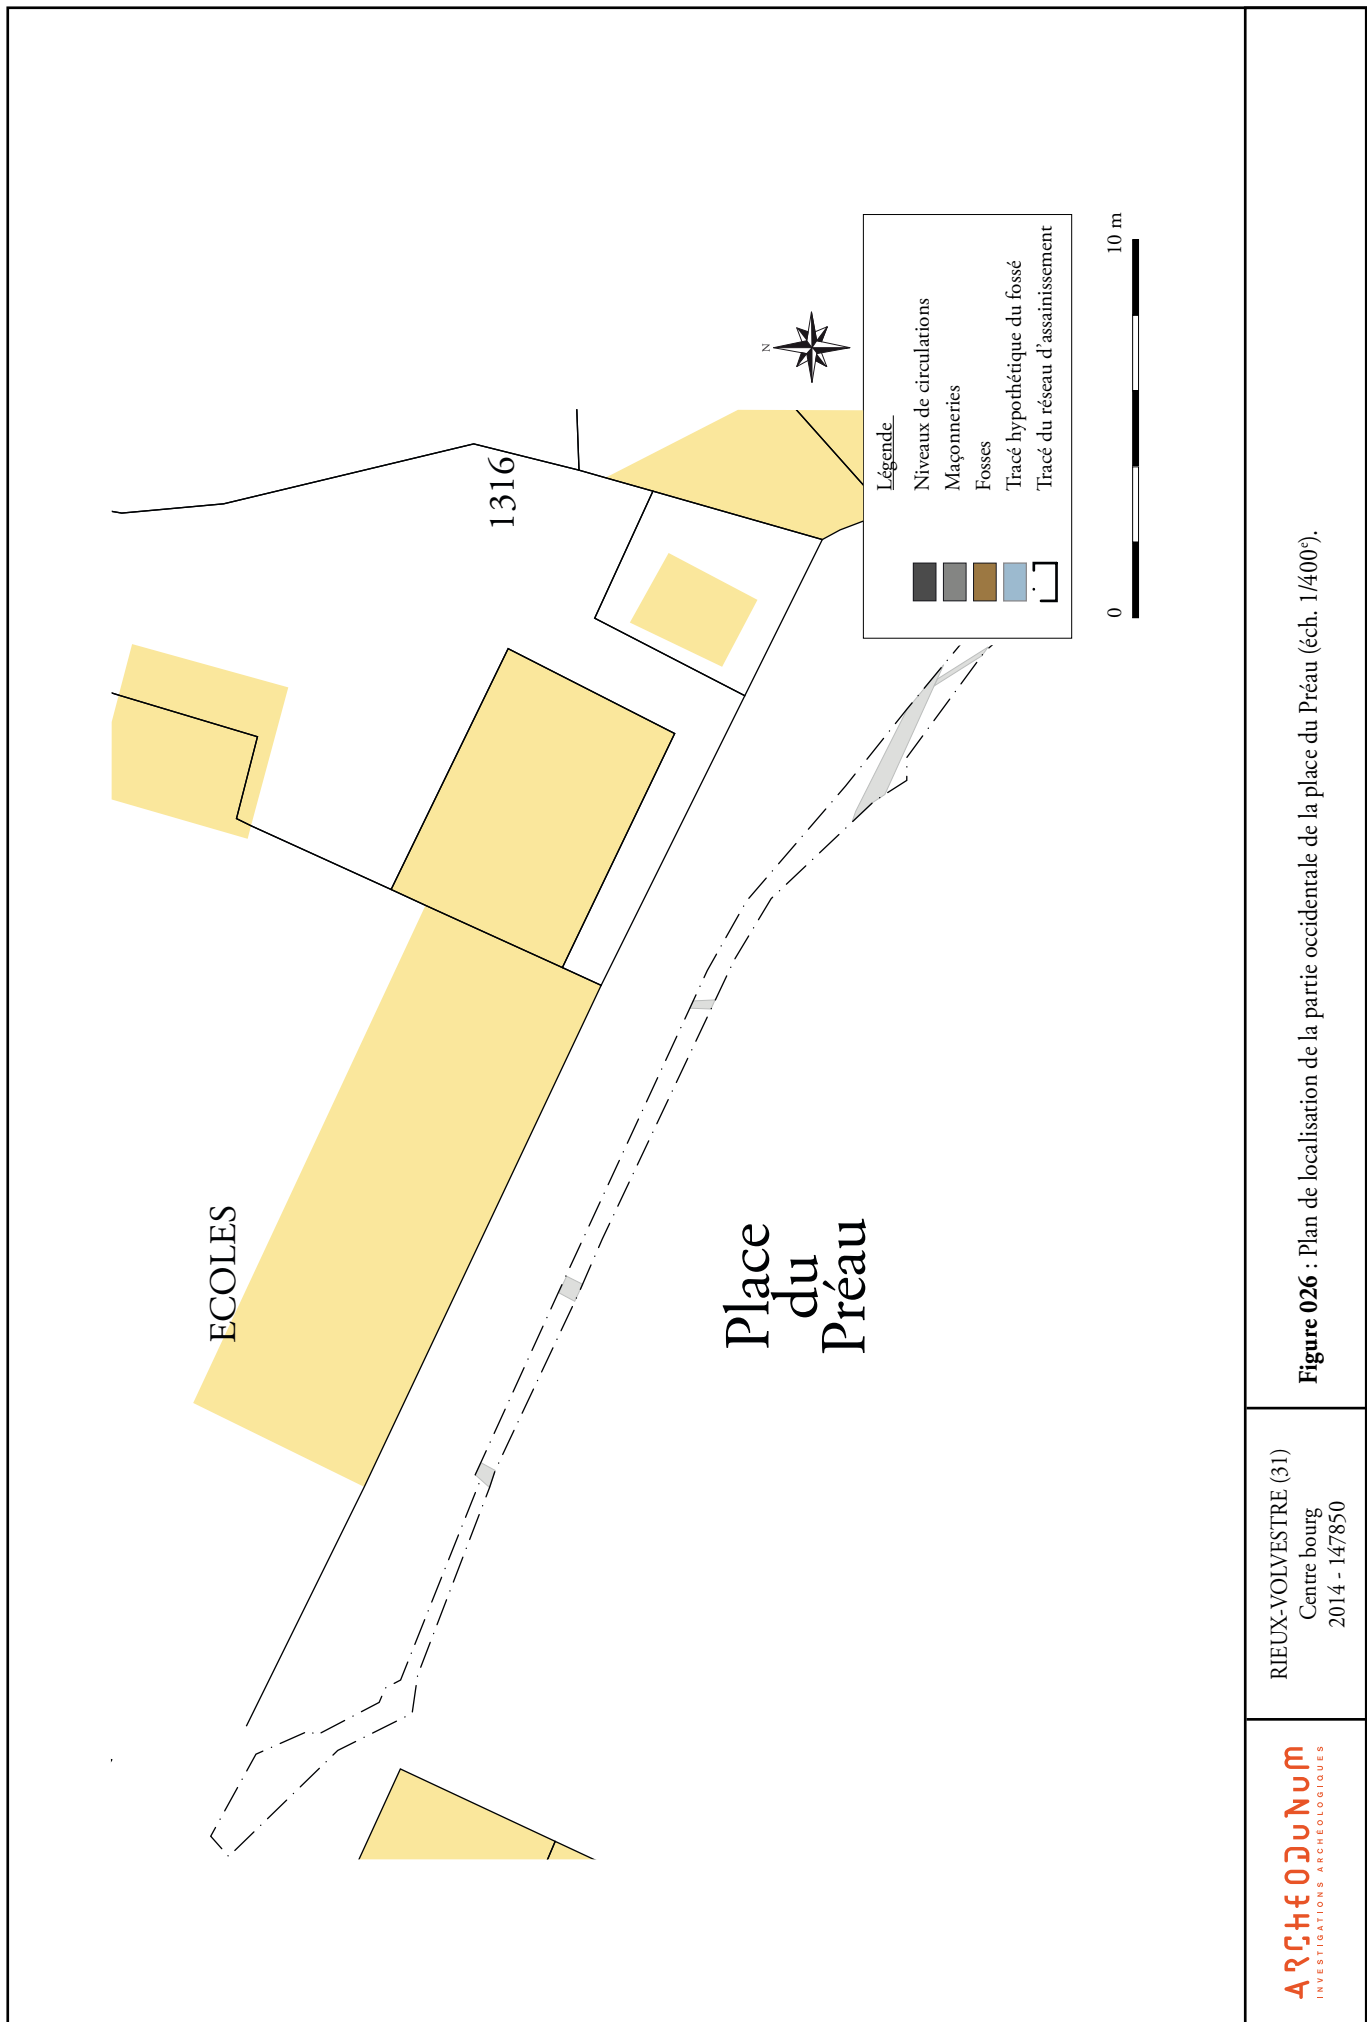 ECOLES
1316
Place
du
Préau
N
Légende
Niveaux de circulations
Maçonneries
Fosses
Tracé hypothétique du fossé
Tracé du réseau d'assainissement
0
10 m
ARCHEODUNUM
INVESTIGATIONS ARCHÉOLOGIQUES
RIEUX-VOLVESTRE (31)
Centre bourg
2014 - 147850
Figure 026 : Plan de localisation de la partie occidentale de la place du Préau (éch. 1/400e).